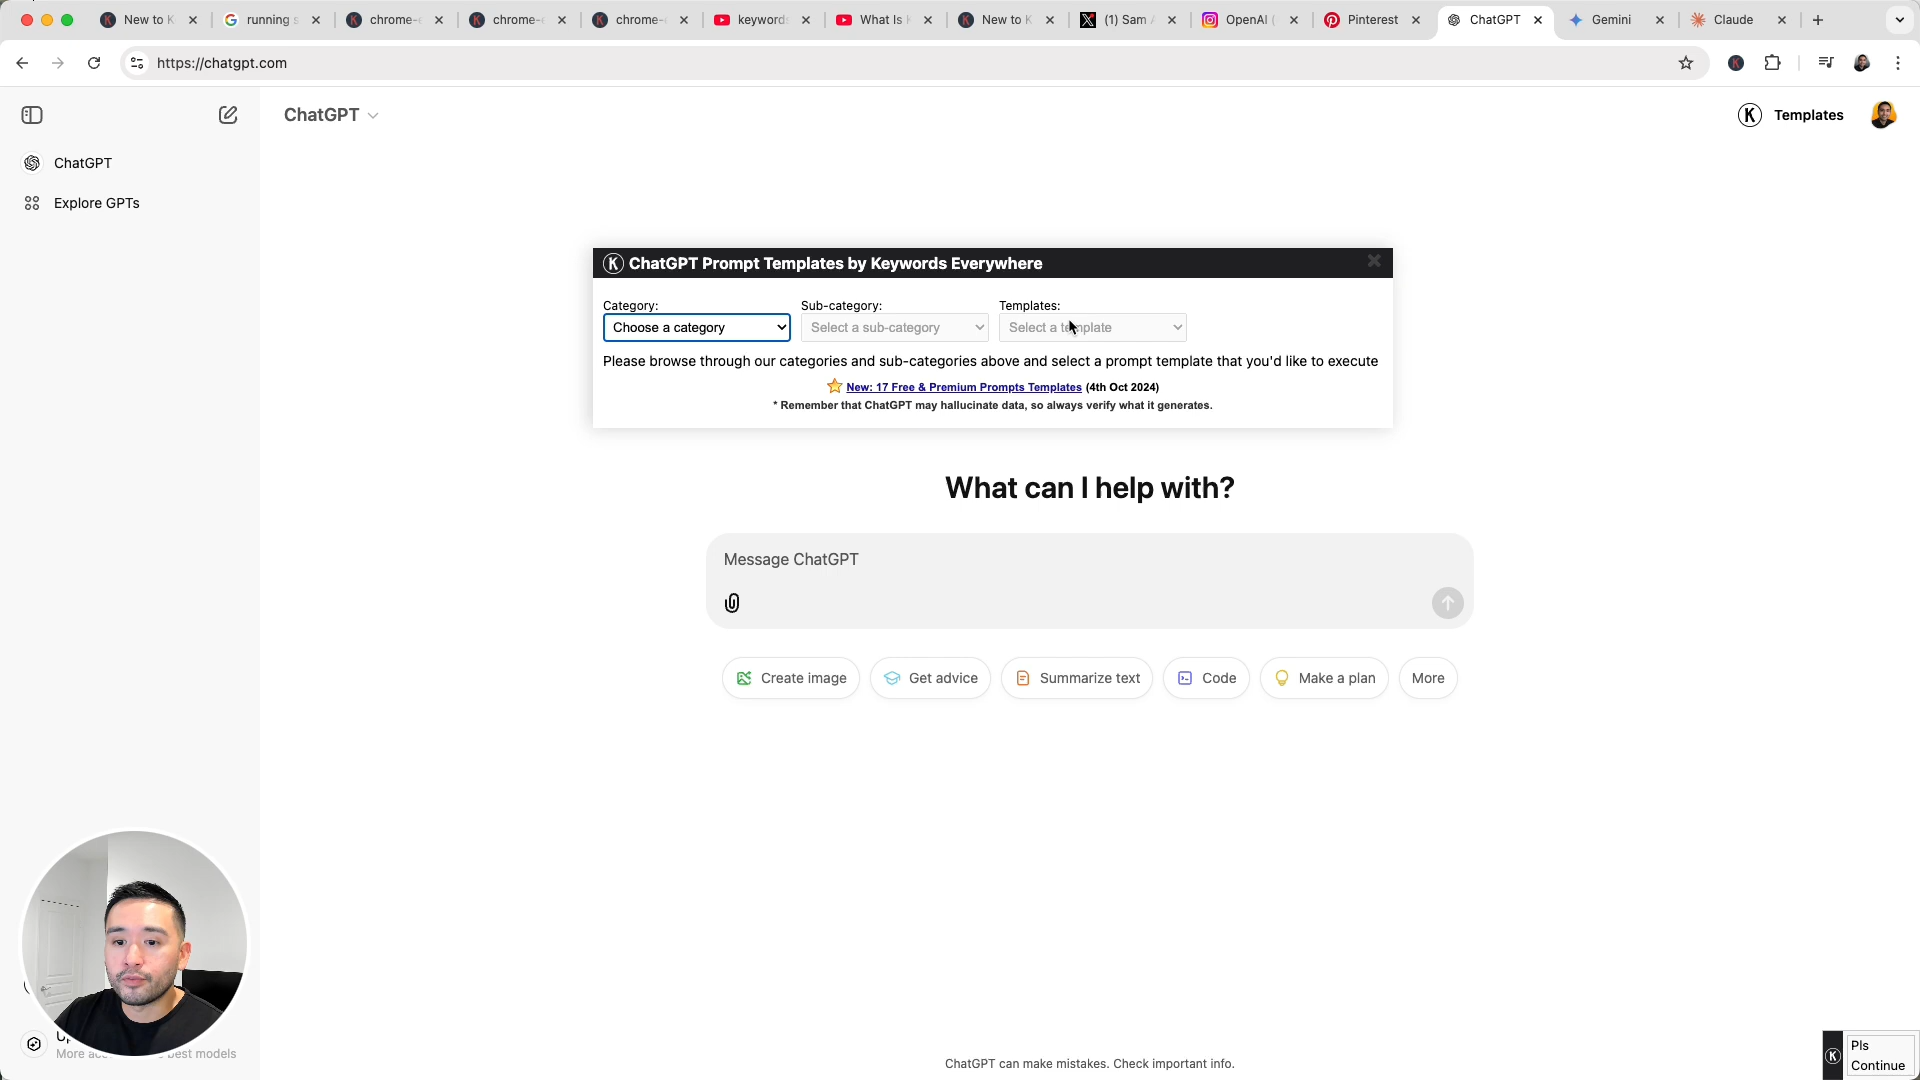 New to K
running s
chrome-e
chrome-e
chrome-e
keywords
What Is K
New to K
(1) Sam A
OpenAI (
Pinterest
ChatGPT
Gemini
Claude
https://chatgpt.com
ChatGPT
Templates
ChatGPT
Explore GPTs
K ChatGPT Prompt Templates by Keywords Everywhere
Category: Sub-category: Templates:
Choose a category Select a sub-category Select a template
Please browse through our categories and sub-categories above and select a prompt template that you'd like to execute
New: 17 Free & Premium Prompts Templates (4th Oct 2024)
* Remember that ChatGPT may hallucinate data, so always verify what it generates.
What can I help with?
Message ChatGPT
Create image Get advice Summarize text Code Make a plan More
best models
ChatGPT can make mistakes. Check important info.
K Pls
Continue